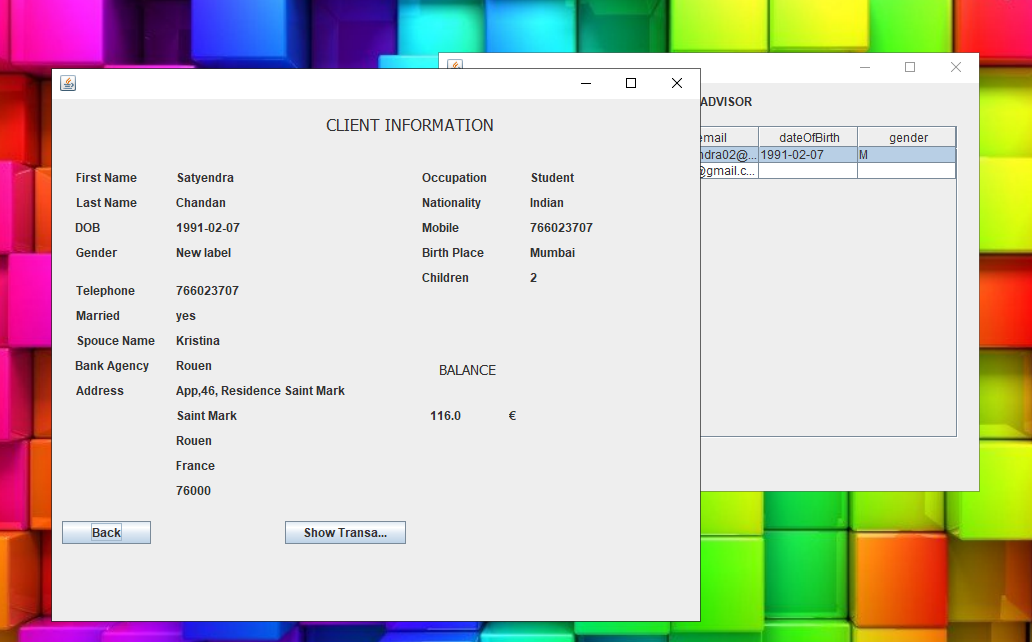 CLIENT INFORMATION
First Name Satyendra Occupation Student
Last Name Chandan Nationality Indian
DOB 1991-02-07 Mobile 766023707
Gender New label Birth Place Mumbai
Children 2
Telephone 766023707
Married yes
Spouce Name Kristina
Bank Agency Rouen
BALANCE
Address App,46, Residence Saint Mark
Saint Mark 116.0 €
Rouen
France
76000
Back Show Transa...
ADVISOR
email dateOfBirth gender
ndra02@... 1991-02-07 M
@gmail.c...